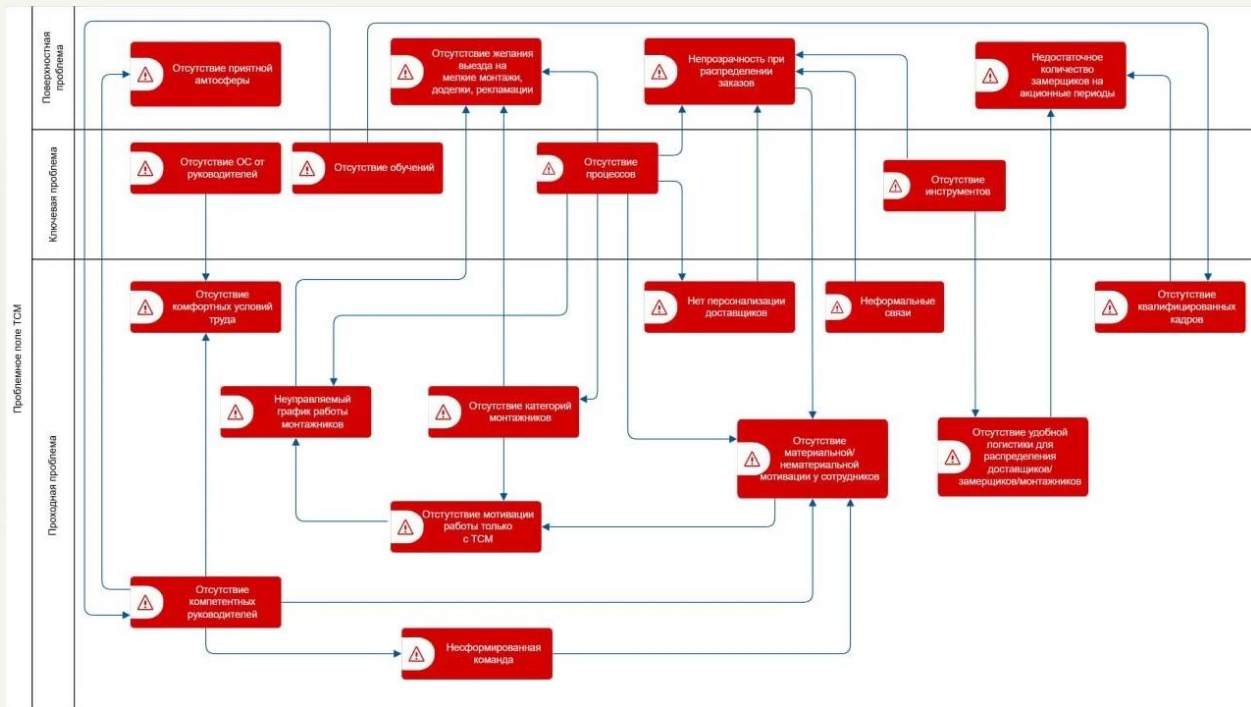 Проблемное поле ТСМ
Поверхностная
проблема
Отсутствие приятной
амтосферы
Отсутстсвие желания
выезда на
мелкие монтажи,
доделки, рекламации
Непрозрачность при
распределении
заказов
Недостаточное
количество
замерщиков на
акционные периоды
Ключевая проблема
Отсутствие ОС от
руководителей
Отсутствие обучений
Отсутствие
процессов
Отсутствие
инструментов
Проходная проблема
Отсутствие
комфортных условий
труда
Нет персонализации
доставщиков
Неформальные
связи
Отстутствие
квалифицированных
кадров
Неуправляемый
график работы
монтажников
Отсутствие категорий
монтажников
Отсутствие
материальной/
нематериальной
мотивации у сотрудников
Отсутствие удобной
логистики для
распределения
доставщиков/
замерщиков/монтажников
Отстутствие мотивации
работы только
с ТСМ
Отсутствие
компетентных
руководителей
Несформированная
команда